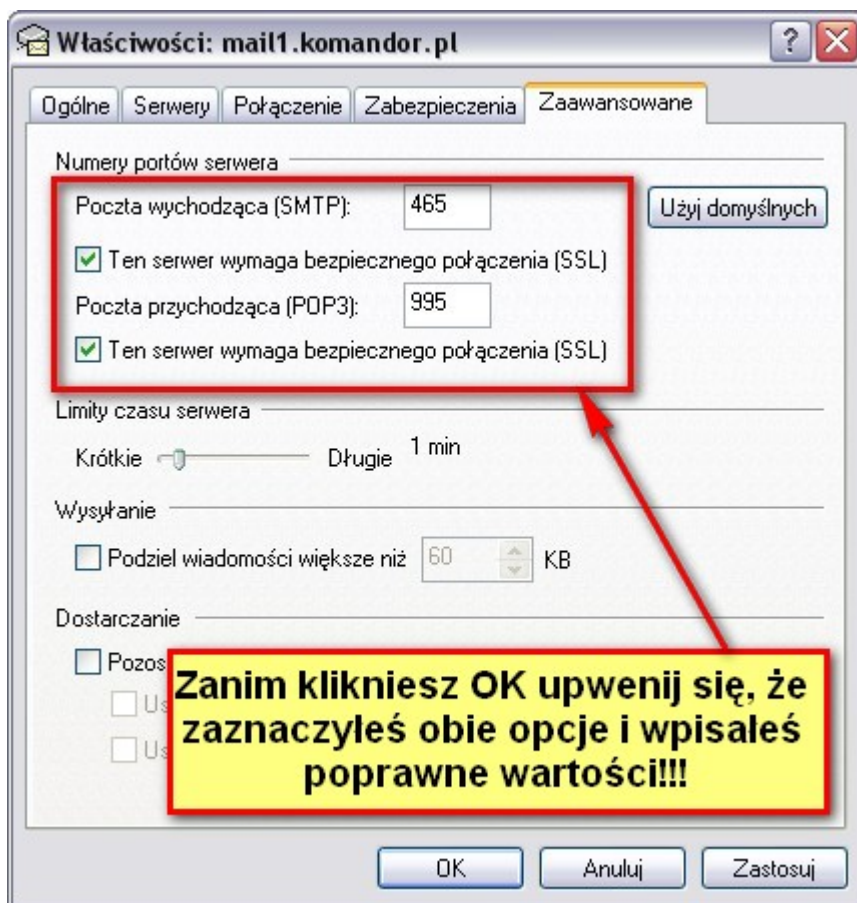 Właściwości: mail1.komandor.pl
Ogólne Serwery Połączenie Zabezpieczenia Zaawansowane
Numery portów serwera
Poczta wychodząca (SMTP): 465 Użyj domyślnych
Ten serwer wymaga bezpiecznego połączenia (SSL)
Poczta przychodząca (POP3): 995
Ten serwer wymaga bezpiecznego połączenia (SSL)
Limity czasu serwera
Krótkie Długie 1 min
Wysyłanie
Podziel wiadomości większe niż 60 KB
Dostarczanie
Zanim klikniesz OK upwenij się, że
zaznaczyłeś obie opcje i wpisałeś
poprawne wartości!!!
OK Anuluj Zastosuj